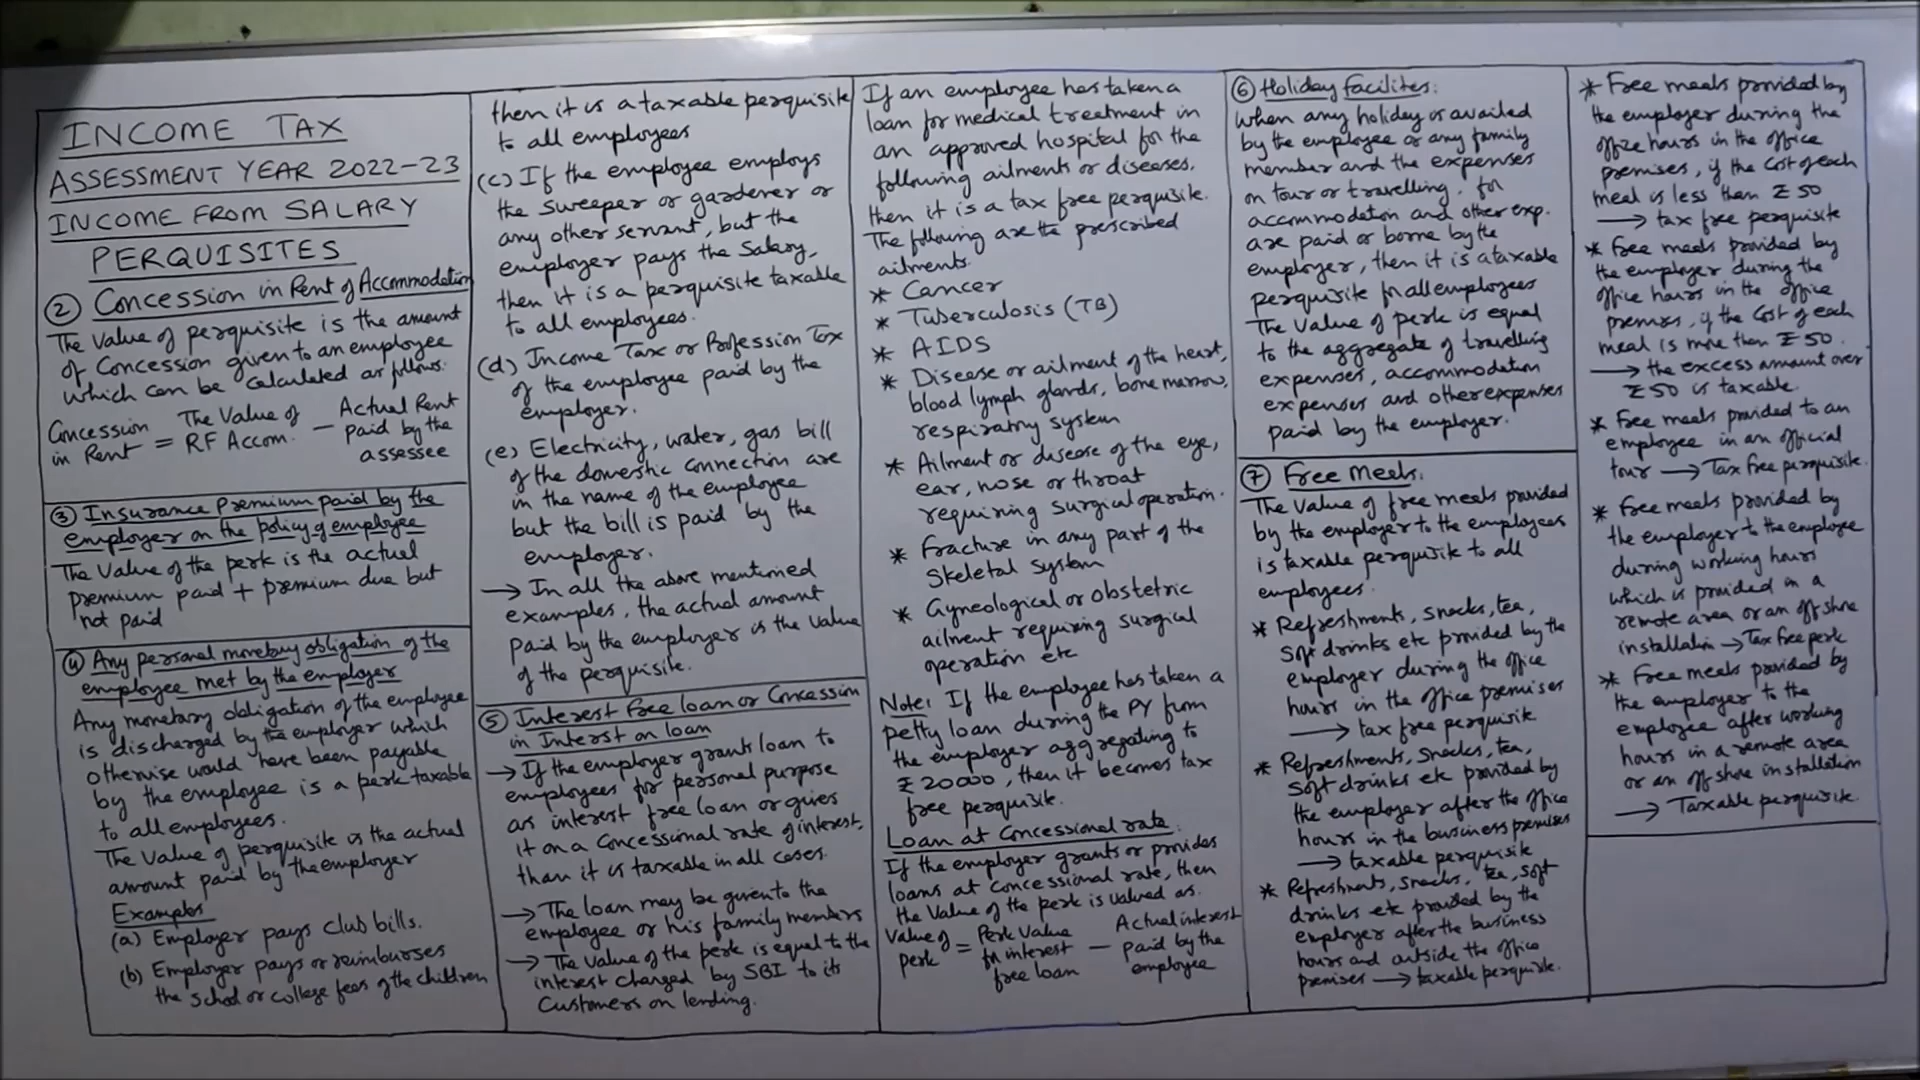 INCOME TAX
ASSESSMENT YEAR 2022-23
INCOME FROM SALARY
PERQUISITES
② Concession in Rent of Accommodation
The value of perquisite is the amount
of Concession given to an employee
which can be calculated as follows.
Concession in Rent = The Value of RF Accom. – Actual Rent paid by the assessee
③ Insurance premium paid by the
employer on the policy of employee
The Value of the perk is the actual
premium paid + premium due but
not paid
④ Any personal monetary obligation of the
employee met by the employer
Any monetary obligation of the employee
is discharged by the employer which
otherwise would have been payable
by the employee is a perk taxable
to all employees.
The value of perquisite is the actual
amount paid by the employer
Examples
(a) Employer pays club bills.
(b) Employer pays or reimburses
the school or college fees of the children
then it is a taxable perquisite
to all employees
(c) If the employee employs
the sweeper or gardener or
any other servant, but the
employer pays the Salary,
then it is a perquisite taxable
to all employees.
(d) Income Tax or Profession Tax
of the employee paid by the
employer.
(e) Electricity, water, gas bill
of the domestic connection are
in the name of the employee
but the bill is paid by the
employer.
→ In all the above mentioned
examples, the actual amount
paid by the employer is the value
of the perquisite.
⑤ Interest free loan or Concession
in Interst on loan
→ If the employer grants loan to
employees for personal purpose
as interest free loan or gives
it on a concessional rate of interest,
than it is taxable in all cases.
→ The loan may be given to the
employee or his family members
→ The value of the perk is equal to the
interest charged by SBI to its
Customers on lending.
If an employee has taken a
loan for medical treatment in
an approved hospital for the
following ailments or diseases,
then it is a tax free perquisite.
The following are the prescribed
ailments.
* Cancer
* Tuberculosis (TB)
* AIDS
* Disease or ailment of the heart,
blood lymph glands, bone marrow,
respiratory system
* Ailment or disease of the eye,
ear, nose or throat
requiring surgical operation.
* Fracture in any part of the
Skeletal system
* Gyneological or obstetric
ailment requiring surgical
operation etc
Note: If the employee has taken a
petty loan during the PY from
the employer aggregating to
₹ 20000, then it becomes tax
free perquisite.
Loan at Concessional rate.
If the employer grants or provides
loans at concessional rate, then
the value of the perk is valued as.
Value of perk = Perk Value for interest free loan – Actual interest paid by the employee
⑥ Holiday facilites:
When any holiday is availed
by the employee or any family
member and the expenses
on tour or travelling, for
accommodation and other exp.
are paid or borne by the
employer, then it is a taxable
perquisite for all employees
The value of perk is equal
to the aggregate of travelling
expenses, accommodation
expenses and other expenses
paid by the employer.
⑦ Free Meels.
The value of free meels provided
by the employer to the employees
is taxable perquisite to all
employees.
* Refreshments, snacks, tea,
soft drinks etc provided by the
employer during the office
hours in the office premises
→ tax free perquisite
* Refreshments, snacks, tea,
soft drinks etc provided by
the employer after the office
hours in the business premises
→ taxable perquisite
* Refreshments, snacks, tea, soft
drinks etc provided by the
employer after the business
hours and outside the office
premises → taxable perquisite.
* Free meels provided by
the employer during the
office hours in the office
premises, if the cost of each
meel is less than ₹ 50
→ tax free perquisite
* Free meels provided by
the employer during the
office hours in the office
premises, if the cost of each
meel is more than ₹ 50.
→ the excess amount over
₹ 50 is taxable.
* Free meels provided to an
employee in an official
tour → Tax free perquisite.
* Free meels provided by
the employer to the employee
during working hours
which is provided in a
remote area or an off shore
installation → Tax free perk
* Free meels provided by
the employer to the
employee after working
hours in a remote area
or an off shore installation
→ Taxable perquisite.